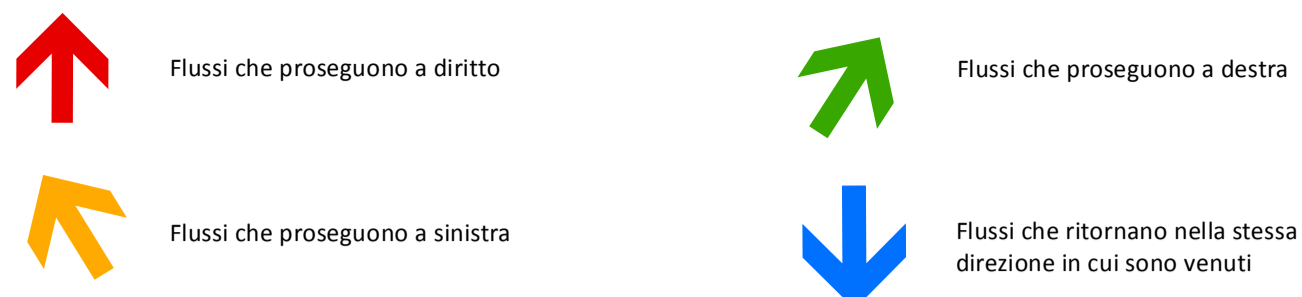 Flussi che proseguono a diritto
Flussi che proseguono a destra
Flussi che proseguono a sinistra
Flussi che ritornano nella stessa
direzione in cui sono venuti